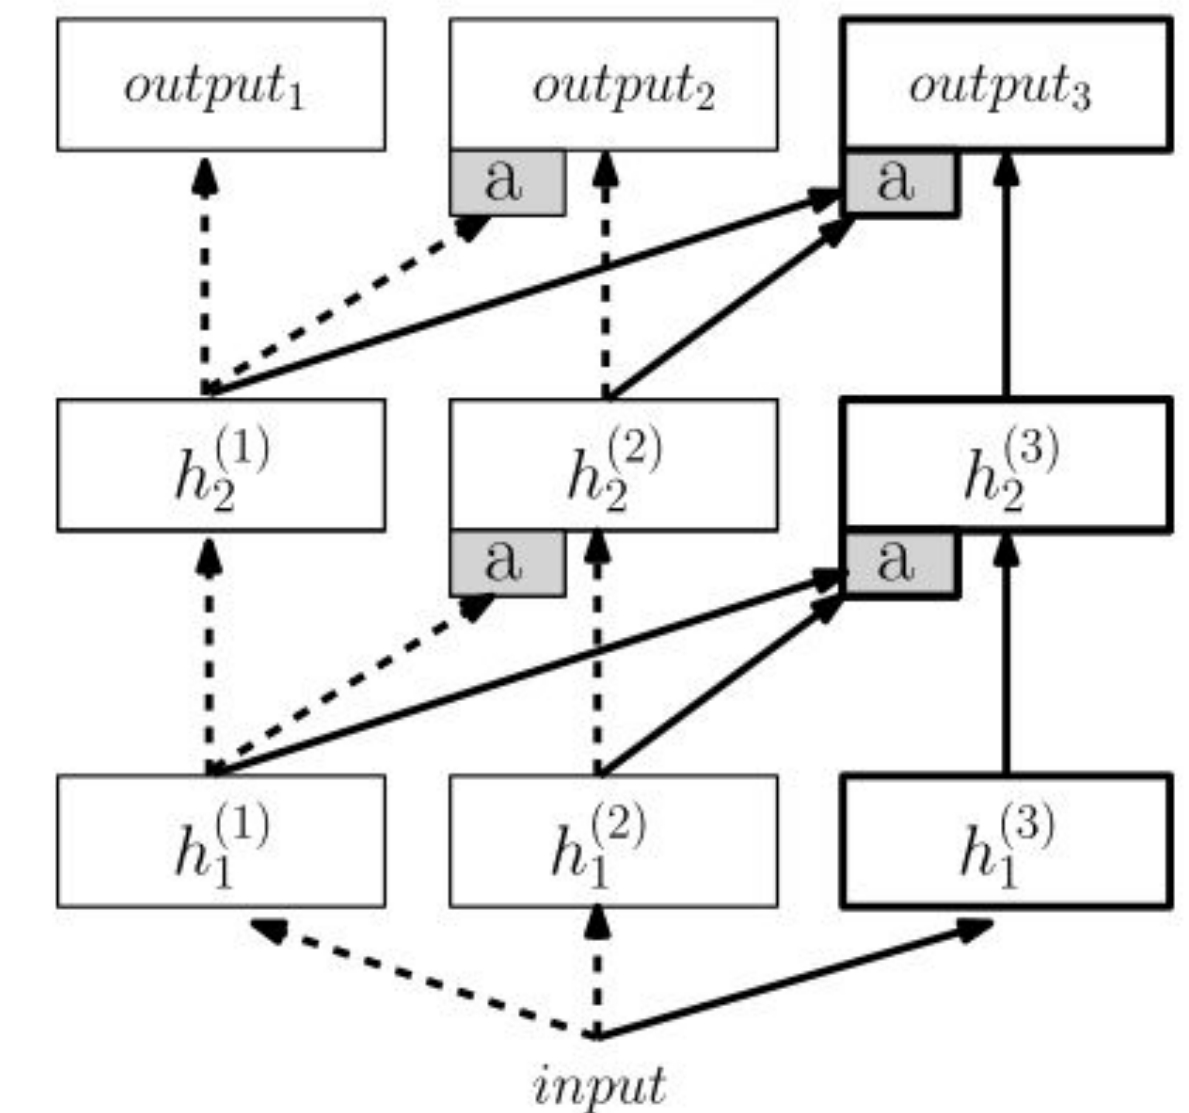 output₁ output₂ output₃
a a
h₂⁽¹⁾ h₂⁽²⁾ h₂⁽³⁾
a a
h₁⁽¹⁾ h₁⁽²⁾ h₁⁽³⁾
input